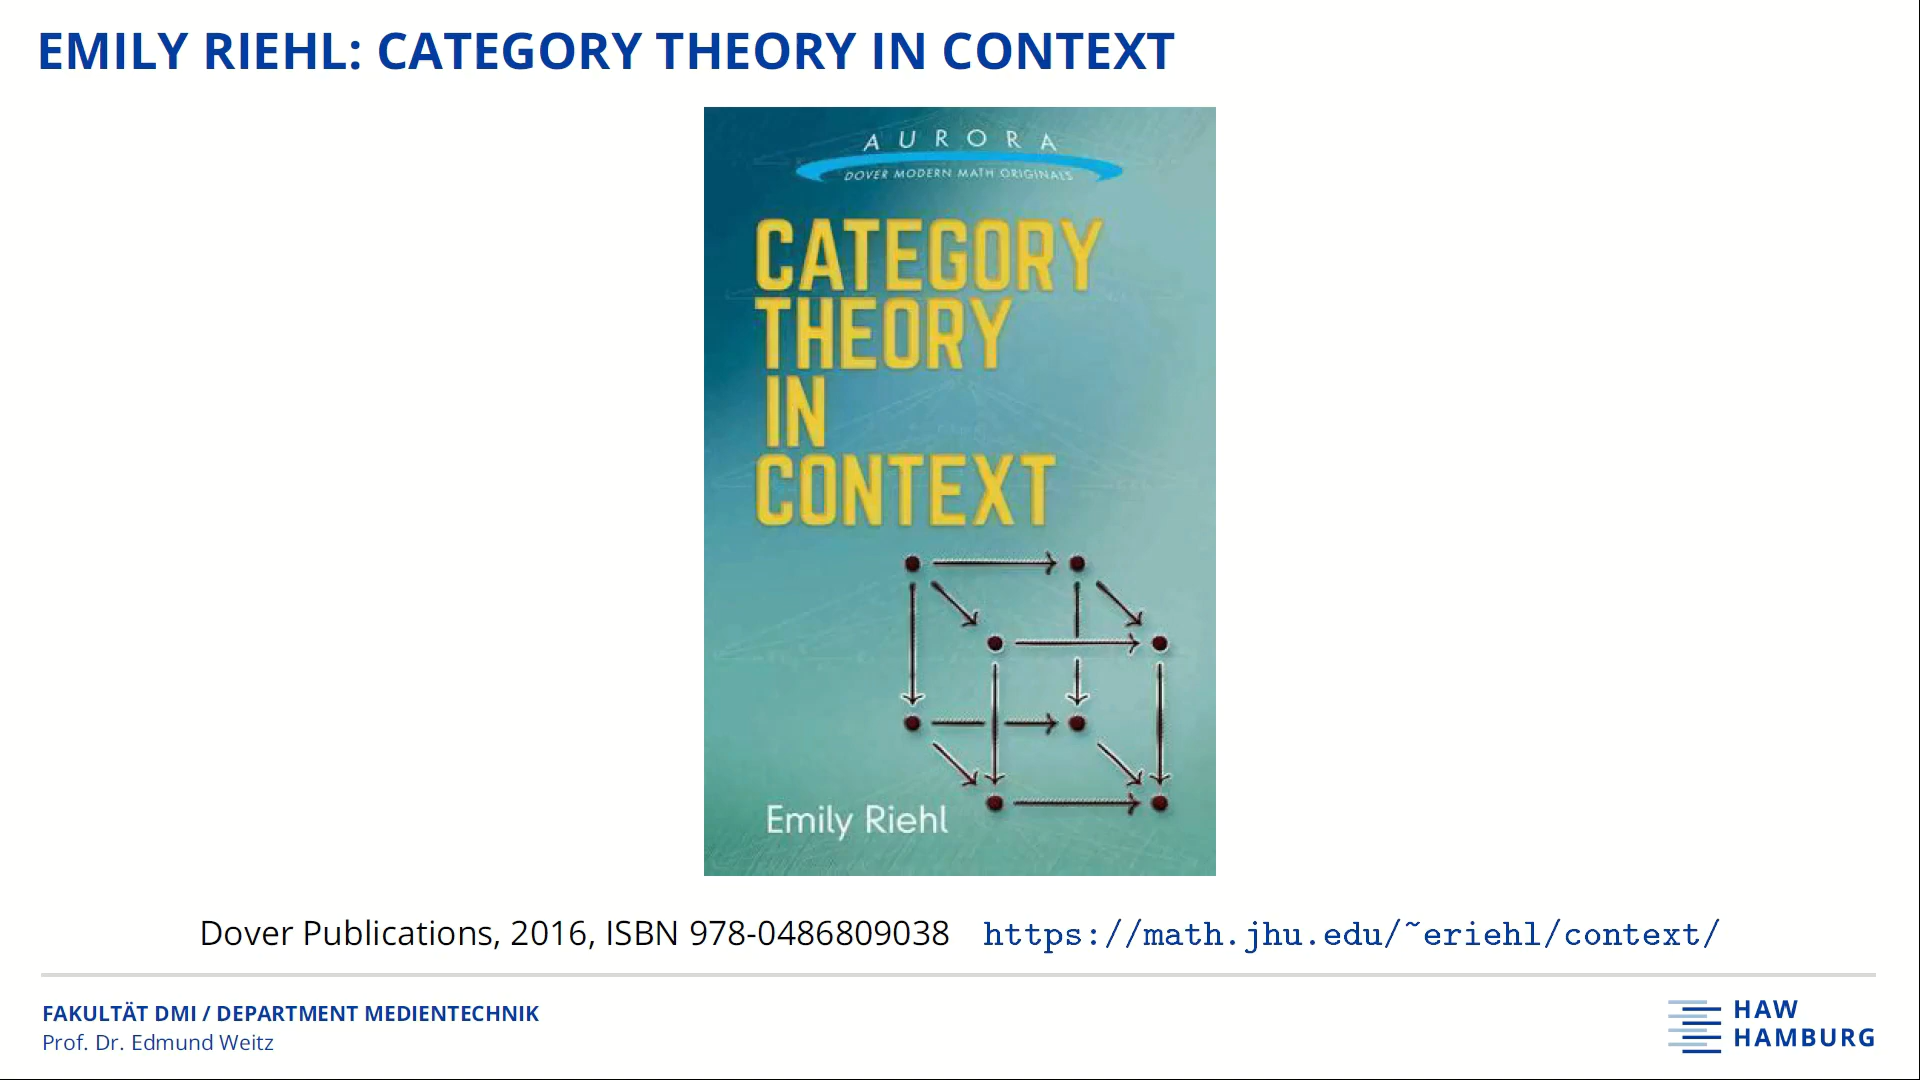 EMILY RIEHL: CATEGORY THEORY IN CONTEXT
AURORA
DOVER MODERN MATH ORIGINALS
CATEGORY
THEORY
IN
CONTEXT
Emily Riehl
Dover Publications, 2016, ISBN 978-0486809038 https://math.jhu.edu/~eriehl/context/
FAKULTÄT DMI / DEPARTMENT MEDIENTECHNIK
Prof. Dr. Edmund Weitz
HAW
HAMBURG